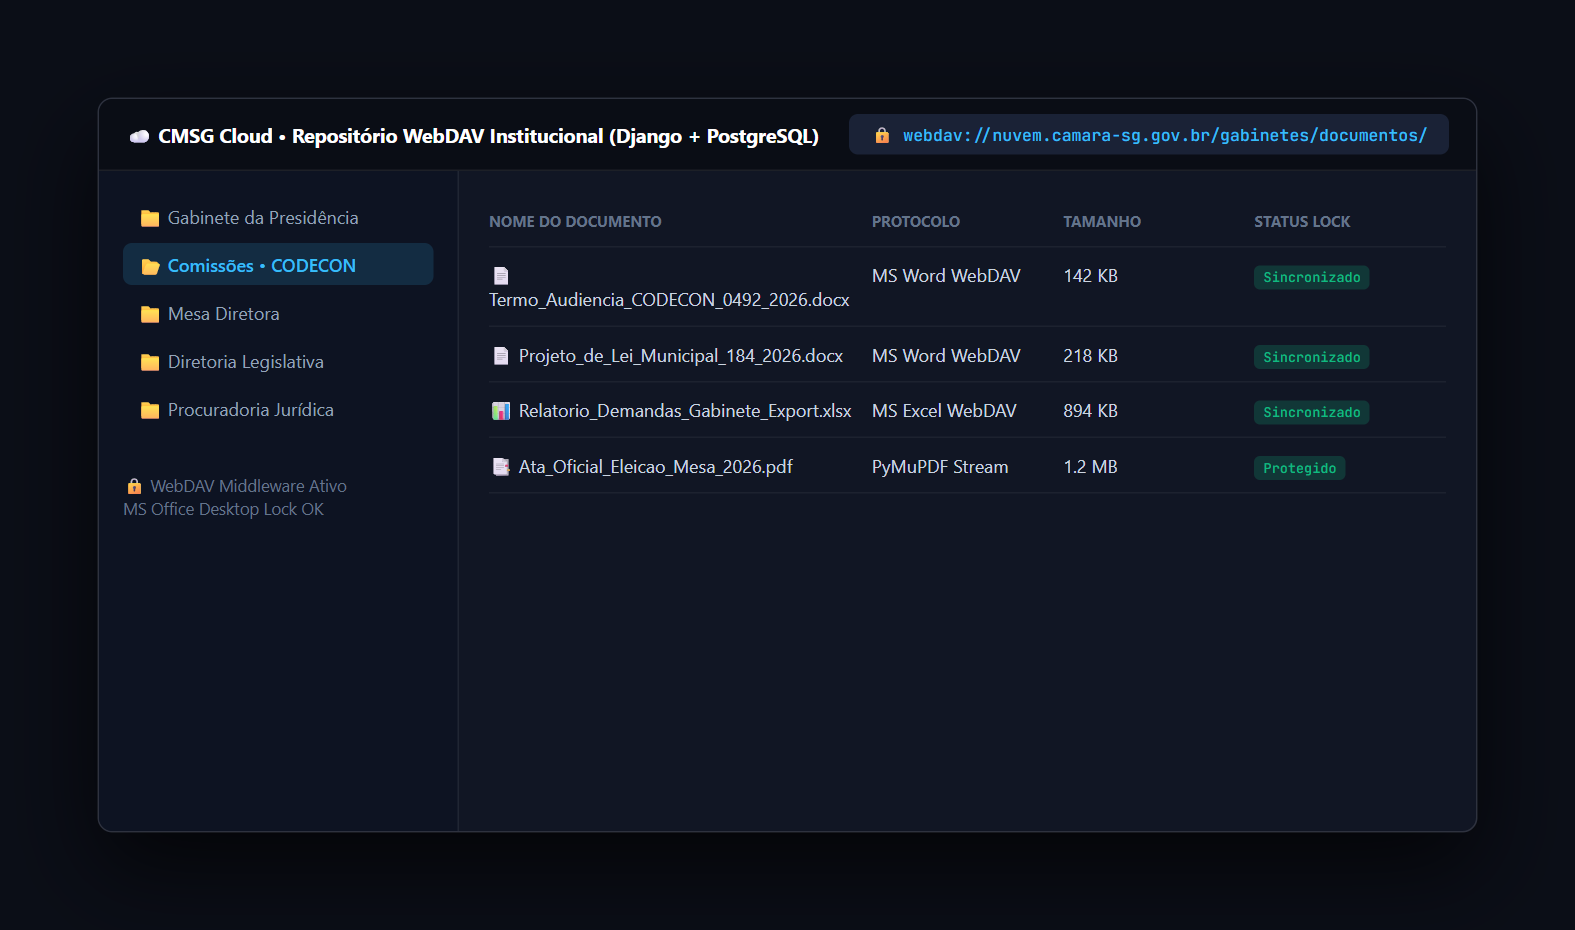 CMSG Cloud • Repositório WebDAV Institucional (Django + PostgreSQL)
webdav://nuvem.camara-sg.gov.br/gabinetes/documentos/
Gabinete da Presidência
Comissões • CODECON
Mesa Diretora
Diretoria Legislativa
Procuradoria Jurídica
WebDAV Middleware Ativo
MS Office Desktop Lock OK
NOME DO DOCUMENTO PROTOCOLO TAMANHO STATUS LOCK
Termo_Audiencia_CODECON_0492_2026.docx MS Word WebDAV 142 KB Sincronizado
Projeto_de_Lei_Municipal_184_2026.docx MS Word WebDAV 218 KB Sincronizado
Relatorio_Demandas_Gabinete_Export.xlsx MS Excel WebDAV 894 KB Sincronizado
Ata_Oficial_Eleicao_Mesa_2026.pdf PyMuPDF Stream 1.2 MB Protegido